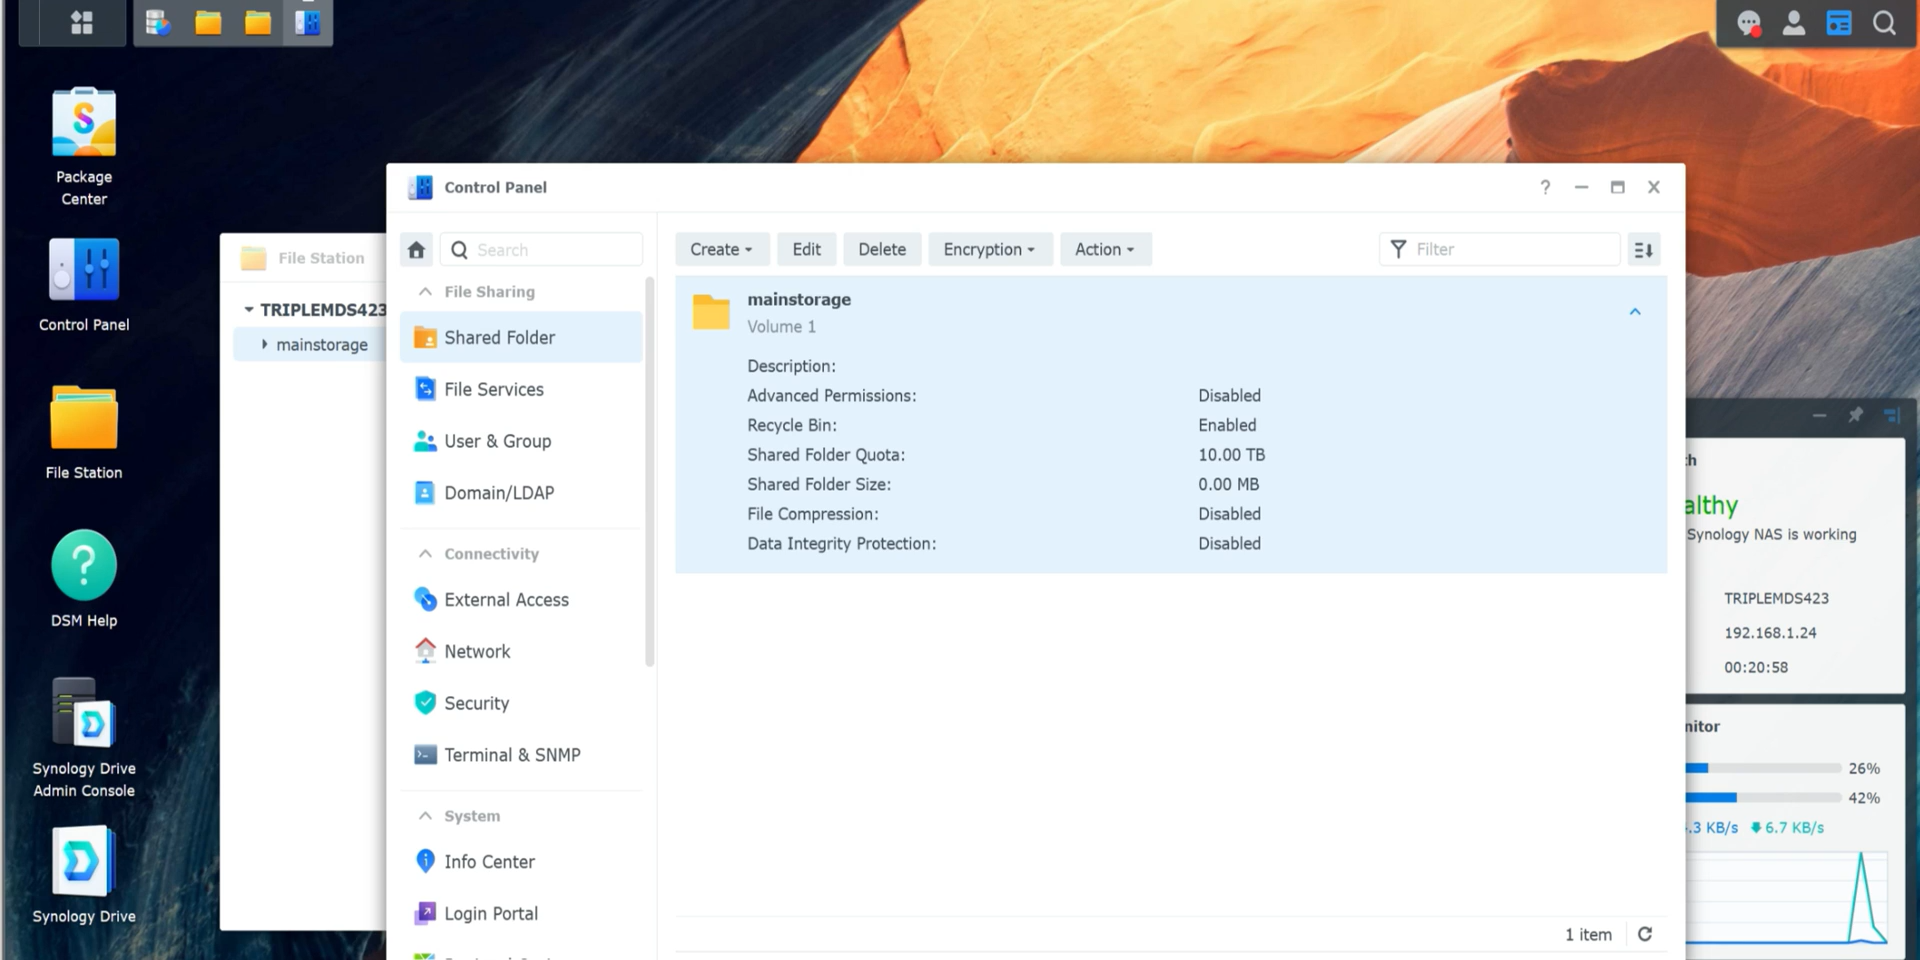 Package
Center
Control Panel
File Station
DSM Help
Synology Drive
Admin Console
Synology Drive
File Station
TRIPLEMDS423
mainstorage
Control Panel
?
Search
File Sharing
Shared Folder
File Services
User & Group
Domain/LDAP
Connectivity
External Access
Network
Security
Terminal & SNMP
System
Info Center
Login Portal
Create
Edit
Delete
Encryption
Action
Filter
mainstorage
Volume 1
Description:
Advanced Permissions: Disabled
Recycle Bin: Enabled
Shared Folder Quota: 10.00 TB
Shared Folder Size: 0.00 MB
File Compression: Disabled
Data Integrity Protection: Disabled
1 item
th
althy
Synology NAS is working
TRIPLEMDS423
192.168.1.24
00:20:58
nitor
26%
42%
.3 KB/s 6.7 KB/s